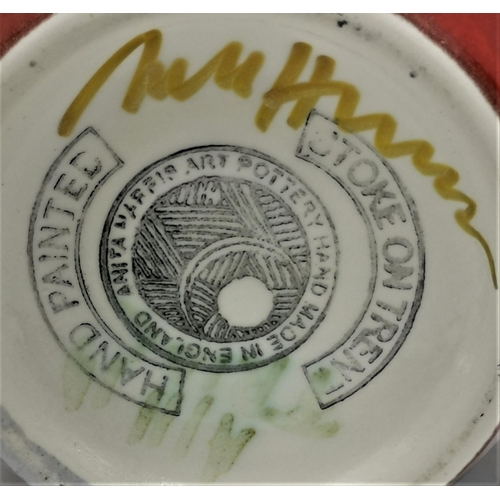 HAND PAINTED
ANITA HARRIS ART POTTERY HAND MADE IN ENGLAND
STOKE ON TRENT